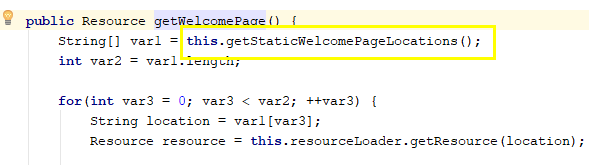 public Resource getWelcomePage() {
String[] var1 = this.getStaticWelcomePageLocations();
int var2 = var1.length;
for(int var3 = 0; var3 < var2; ++var3) {
String location = var1[var3];
Resource resource = this.resourceLoader.getResource(location);